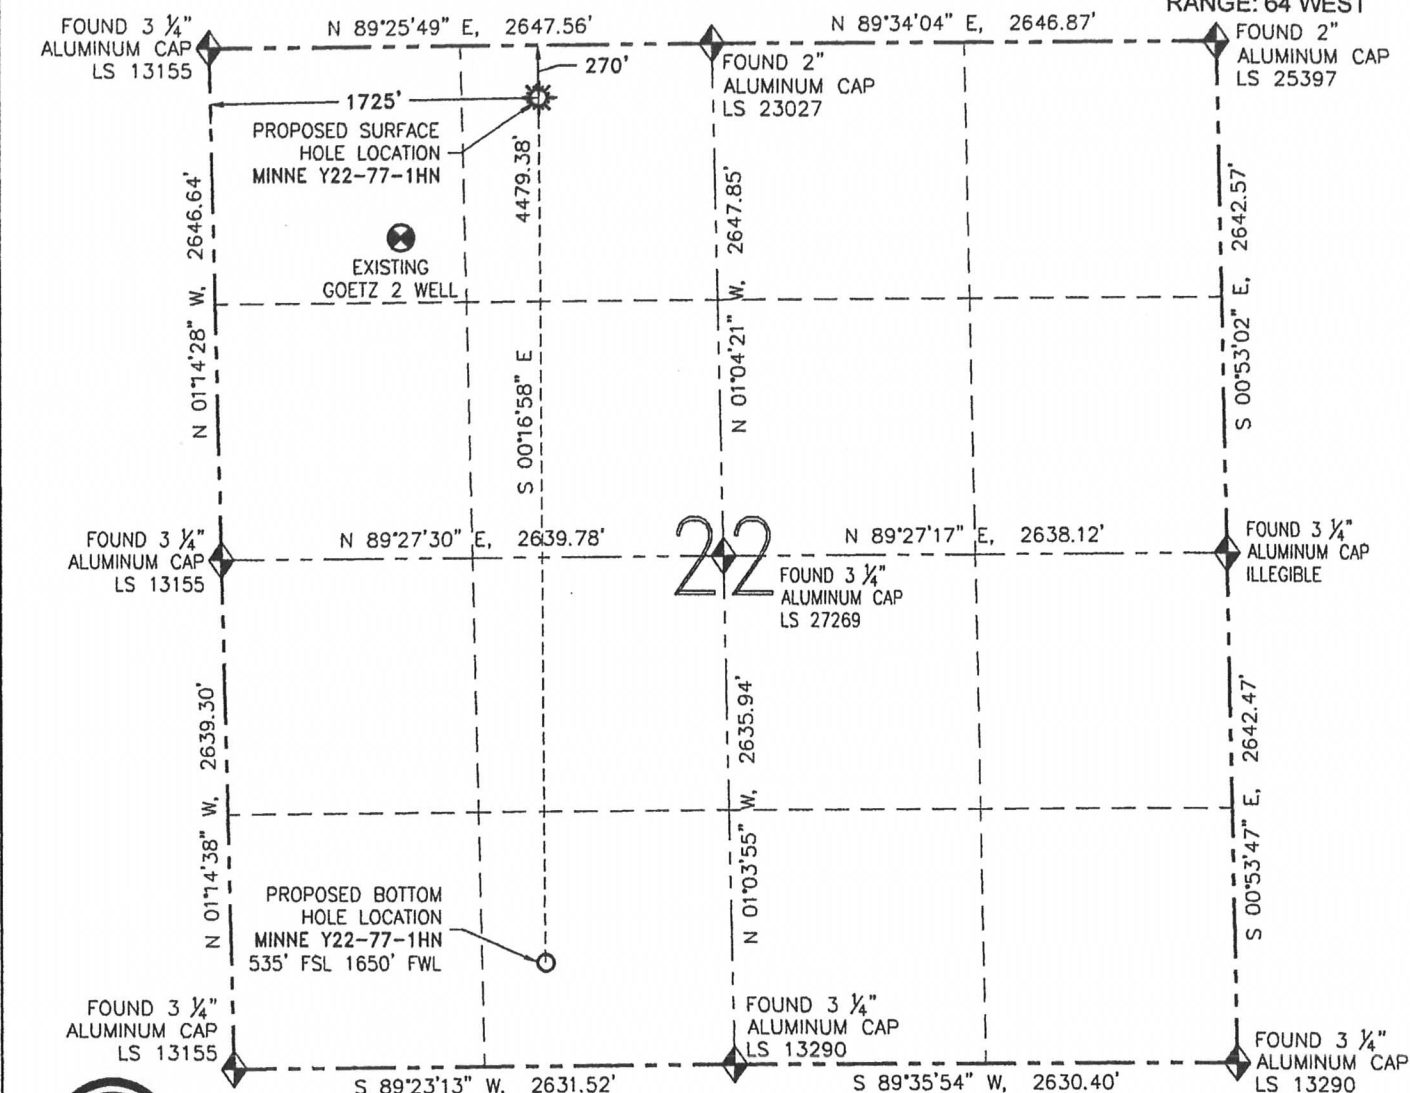 RANGE: 64 WEST
FOUND 3 ¼"
ALUMINUM CAP
LS 13155
N 89°25'49" E, 2647.56'
N 89°34'04" E, 2646.87'
FOUND 2"
ALUMINUM CAP
LS 25397
270'
FOUND 2"
ALUMINUM CAP
LS 23027
1725'
PROPOSED SURFACE
HOLE LOCATION
MINNE Y22-77-1HN
4479.38'
S 00°16'58" E
N 01°14'28" W, 2646.64'
N 01°04'21" W, 2647.85'
S 00°53'02" E, 2642.57'
EXISTING
GOETZ 2 WELL
FOUND 3 ¼"
ALUMINUM CAP
LS 13155
N 89°27'30" E, 2639.78'
22
N 89°27'17" E, 2638.12'
FOUND 3 ¼"
ALUMINUM CAP
ILLEGIBLE
FOUND 3 ¼"
ALUMINUM CAP
LS 27269
N 01°14'38" W, 2639.30'
N 01°03'55" W, 2635.94'
S 00°53'47" E, 2642.47'
PROPOSED BOTTOM
HOLE LOCATION
MINNE Y22-77-1HN
535' FSL 1650' FWL
FOUND 3 ¼"
ALUMINUM CAP
LS 13155
FOUND 3 ¼"
ALUMINUM CAP
LS 13290
FOUND 3 ¼"
ALUMINUM CAP
LS 13290
S 89°23'13" W, 2631.52'
S 89°35'54" W, 2630.40'